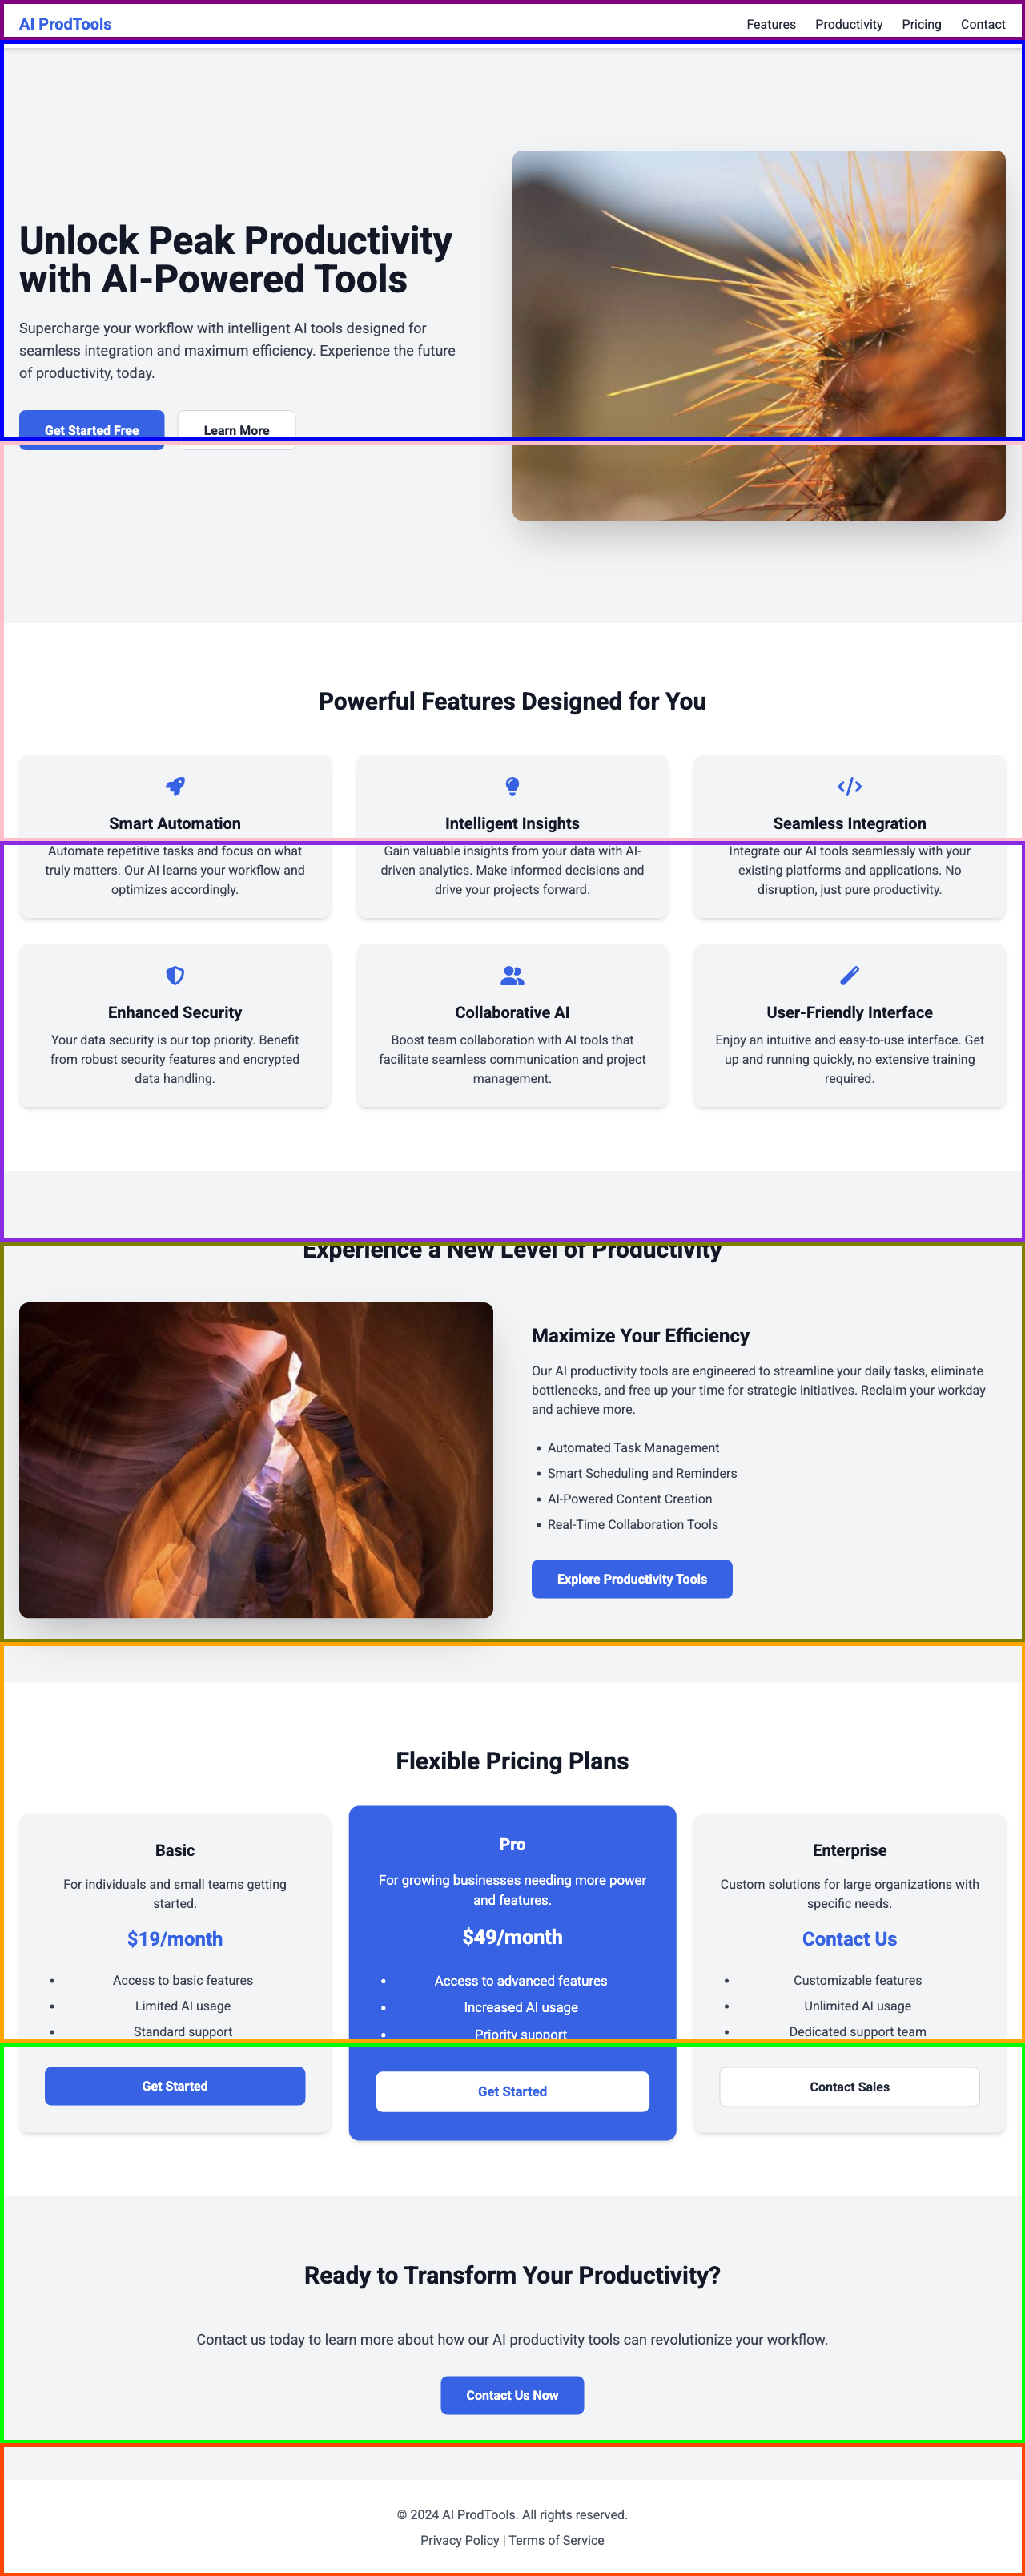 AI ProdTools
Features
Productivity
Pricing
Contact
Unlock Peak Productivity
with AI-Powered Tools
Supercharge your workflow with intelligent AI tools designed for
seamless integration and maximum efficiency. Experience the future
of productivity, today.
Get Started Free
Learn More
Powerful Features Designed for You
Smart Automation
Automate repetitive tasks and focus on what
truly matters. Our AI learns your workflow and
optimizes accordingly.
Intelligent Insights
Gain valuable insights from your data with AI-
driven analytics. Make informed decisions and
drive your projects forward.
Seamless Integration
Integrate our AI tools seamlessly with your
existing platforms and applications. No
disruption, just pure productivity.
Enhanced Security
Your data security is our top priority. Benefit
from robust security features and encrypted
data handling.
Collaborative AI
Boost team collaboration with AI tools that
facilitate seamless communication and project
management.
User-Friendly Interface
Enjoy an intuitive and easy-to-use interface. Get
up and running quickly, no extensive training
required.
Experience a New Level of Productivity
Maximize Your Efficiency
Our AI productivity tools are engineered to streamline your daily tasks, eliminate
bottlenecks, and free up your time for strategic initiatives. Reclaim your workday
and achieve more.
• Automated Task Management
• Smart Scheduling and Reminders
• AI-Powered Content Creation
• Real-Time Collaboration Tools
Explore Productivity Tools
Flexible Pricing Plans
Basic
For individuals and small teams getting
started.
$19/month
• Access to basic features
• Limited AI usage
• Standard support
Get Started
Pro
For growing businesses needing more power
and features.
$49/month
• Access to advanced features
• Increased AI usage
• Priority support
Get Started
Enterprise
Custom solutions for large organizations with
specific needs.
Contact Us
• Customizable features
• Unlimited AI usage
• Dedicated support team
Contact Sales
Ready to Transform Your Productivity?
Contact us today to learn more about how our AI productivity tools can revolutionize your workflow.
Contact Us Now
© 2024 AI ProdTools. All rights reserved.
Privacy Policy | Terms of Service